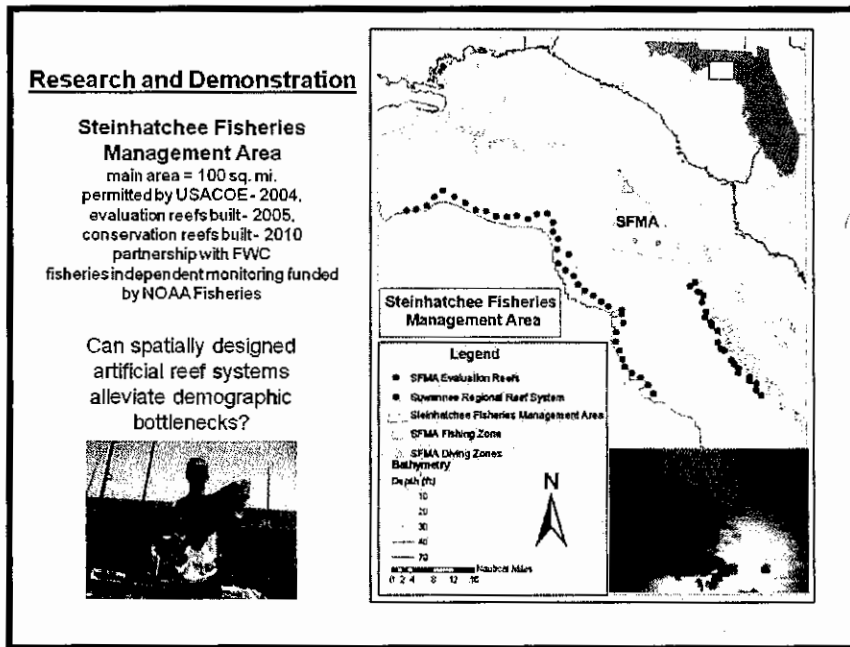 Research and Demonstration
Steinhatchee Fisheries
Management Area
main area = 100 sq. mi.
permitted by USACOE - 2004,
evaluation reefs built - 2005,
conservation reefs built - 2010
partnership with FWC
fisheries independent monitoring funded
by NOAA Fisheries
Can spatially designed
artificial reef systems
alleviate demographic
bottlenecks?
SFMA
Steinhatchee Fisheries
Management Area
Legend
SFMA Evaluation Reefs
Suwannee Regional Reef System
Steinhatchee Fisheries Management Area
SFMA Fishing Zone
SFMA Diving Zones
Bathymetry
Depth (ft)
10
20
30
40
70
N
Nautical Miles
0 2 4 8 12 16